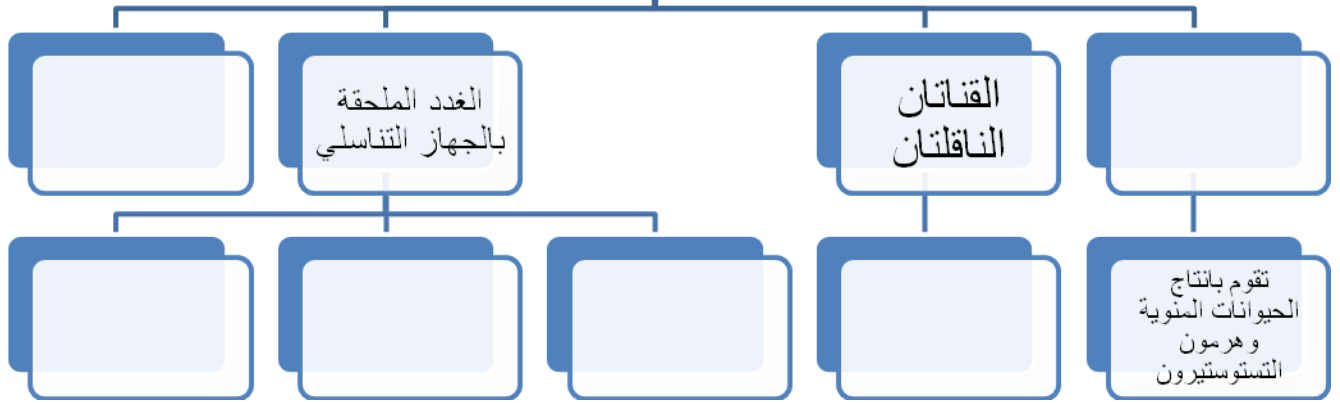 القناتان
الناقلتان
الغدد الملحقة
بالجهاز التناسلي
تقوم بانتاج
الحيوانات المنوية
وهرمون
التستوستيرون